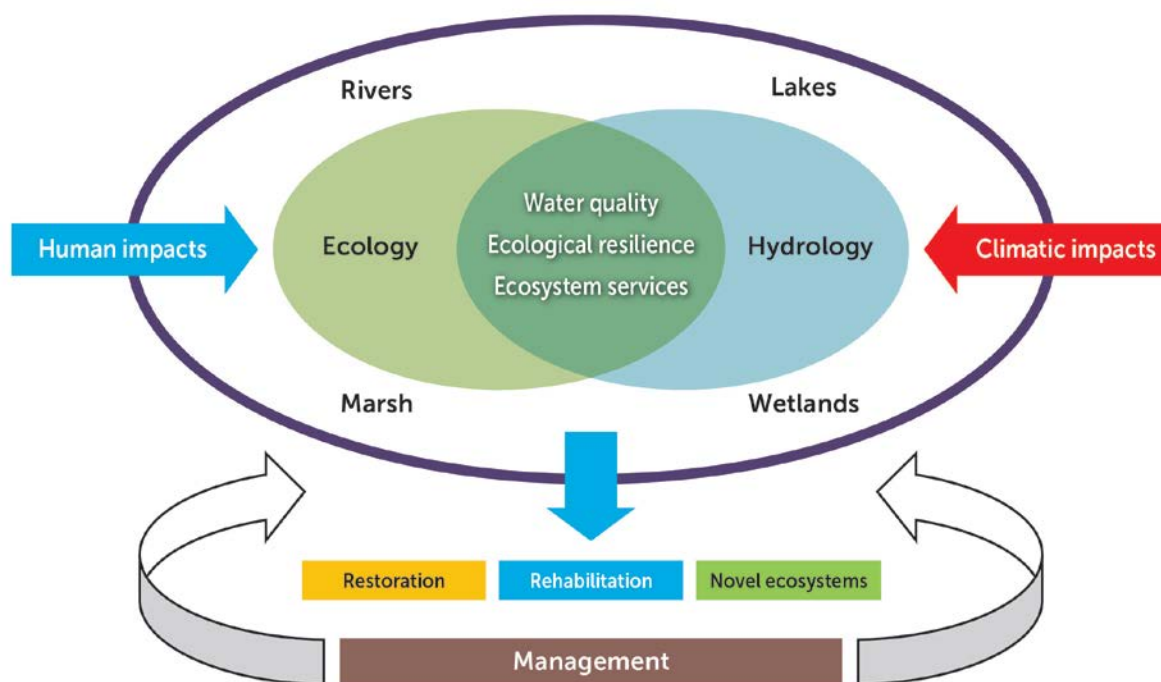 Rivers
Lakes
Human impacts
Ecology
Water quality
Ecological resilience
Ecosystem services
Hydrology
Climatic impacts
Marsh
Wetlands
Restoration
Rehabilitation
Novel ecosystems
Management